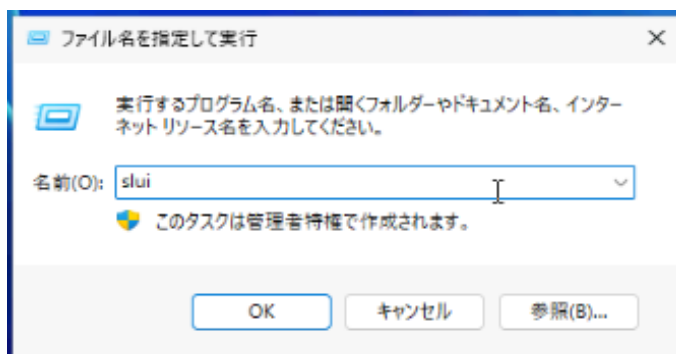 ファイル名を指定して実行
実行するプログラム名、または開くフォルダーやドキュメント名、インター
ネット リソース名を入力してください。
名前(O): slui
このタスクは管理者特権で作成されます。
OK キャンセル 参照(B)...